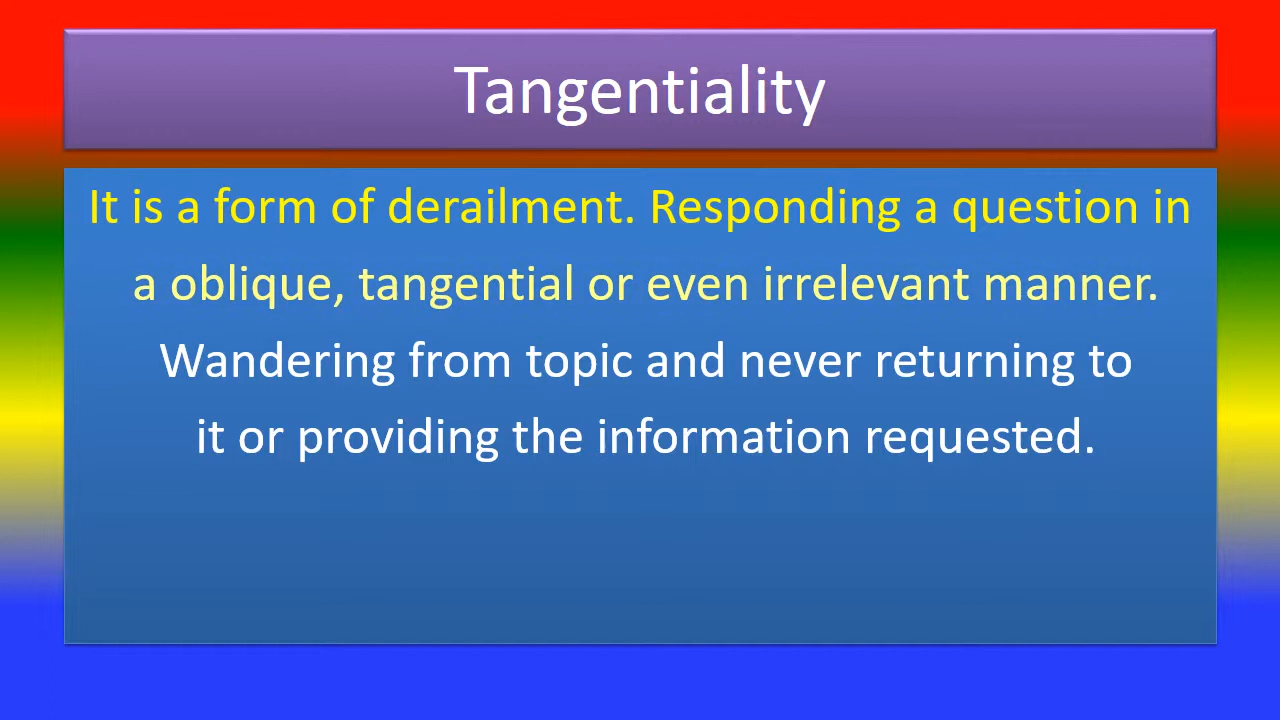 Tangentiality
It is a form of derailment. Responding a question in
a oblique, tangential or even irrelevant manner.
Wandering from topic and never returning to
it or providing the information requested.